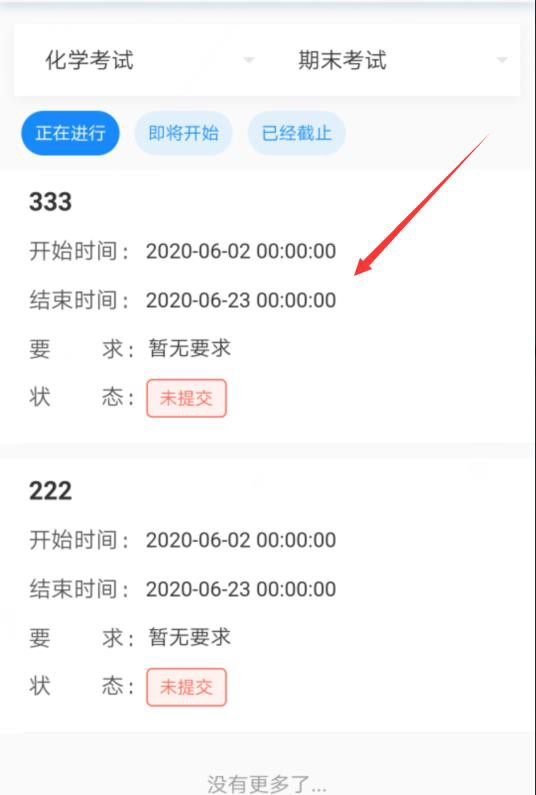 化学考试 期末考试
正在进行 即将开始 已经截止
333
开始时间： 2020-06-02 00:00:00
结束时间： 2020-06-23 00:00:00
要 求： 暂无要求
状 态： 未提交
222
开始时间： 2020-06-02 00:00:00
结束时间： 2020-06-23 00:00:00
要 求： 暂无要求
状 态： 未提交
没有更多了...